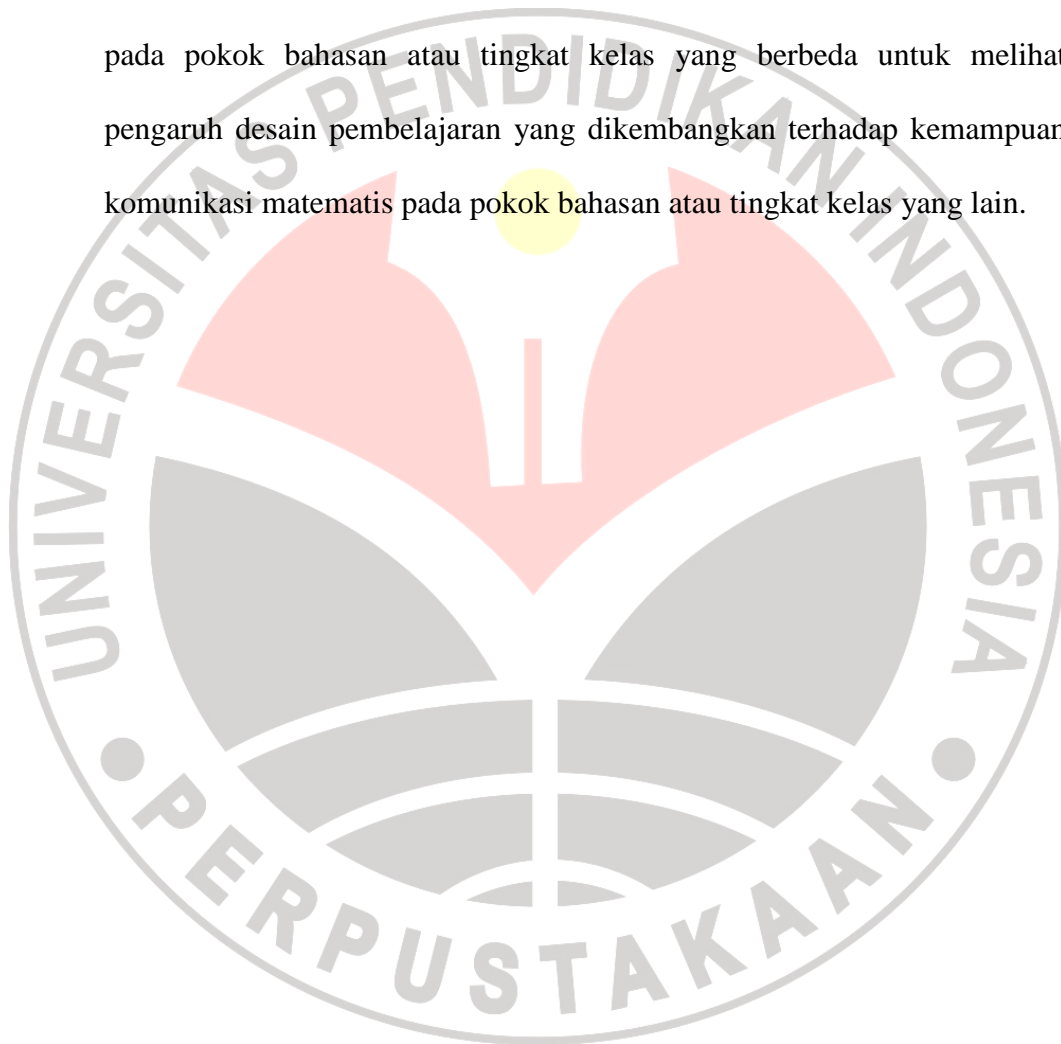 pada pokok bahasan atau tingkat kelas yang berbeda untuk melihat
pengaruh desain pembelajaran yang dikembangkan terhadap kemampuan
komunikasi matematis pada pokok bahasan atau tingkat kelas yang lain.
UNIVERSITAS PENDIDIKAN INDONESIA
PERPUSTAKAAN